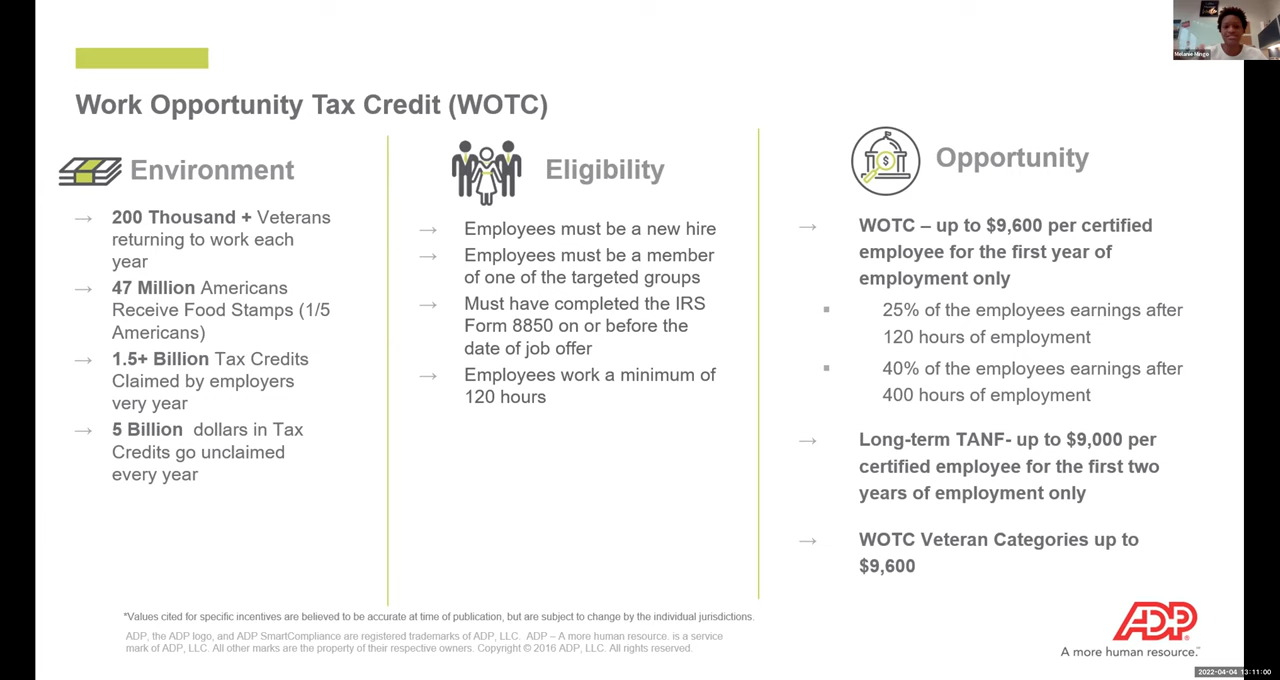 Melanie Mingo
Work Opportunity Tax Credit (WOTC)
Environment
→ 200 Thousand + Veterans
returning to work each
year
→ 47 Million Americans
Receive Food Stamps (1/5
Americans)
→ 1.5+ Billion Tax Credits
Claimed by employers
very year
→ 5 Billion dollars in Tax
Credits go unclaimed
every year
Eligibility
→ Employees must be a new hire
→ Employees must be a member
of one of the targeted groups
→ Must have completed the IRS
Form 8850 on or before the
date of job offer
→ Employees work a minimum of
120 hours
$
Opportunity
→ WOTC – up to $9,600 per certified
employee for the first year of
employment only
▪ 25% of the employees earnings after
120 hours of employment
▪ 40% of the employees earnings after
400 hours of employment
→ Long-term TANF- up to $9,000 per
certified employee for the first two
years of employment only
→ WOTC Veteran Categories up to
$9,600
*Values cited for specific incentives are believed to be accurate at time of publication, but are subject to change by the individual jurisdictions.
ADP, the ADP logo, and ADP SmartCompliance are registered trademarks of ADP, LLC. ADP – A more human resource. is a service
mark of ADP, LLC. All other marks are the property of their respective owners. Copyright © 2016 ADP, LLC. All rights reserved.
ADP®
A more human resource.℠
2022-04-04 13:11:00